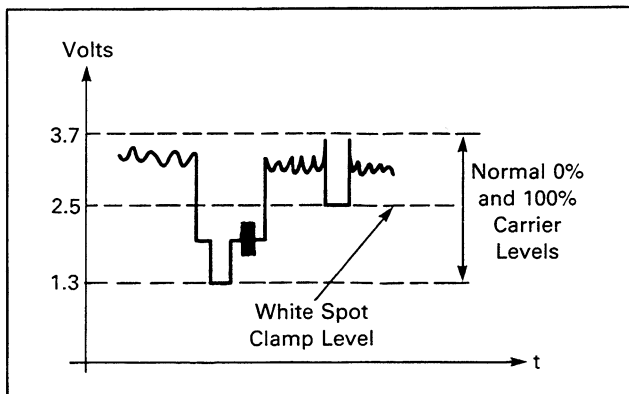 Volts
3.7
2.5
1.3
Normal 0%
and 100%
Carrier
Levels
White Spot
Clamp Level
t